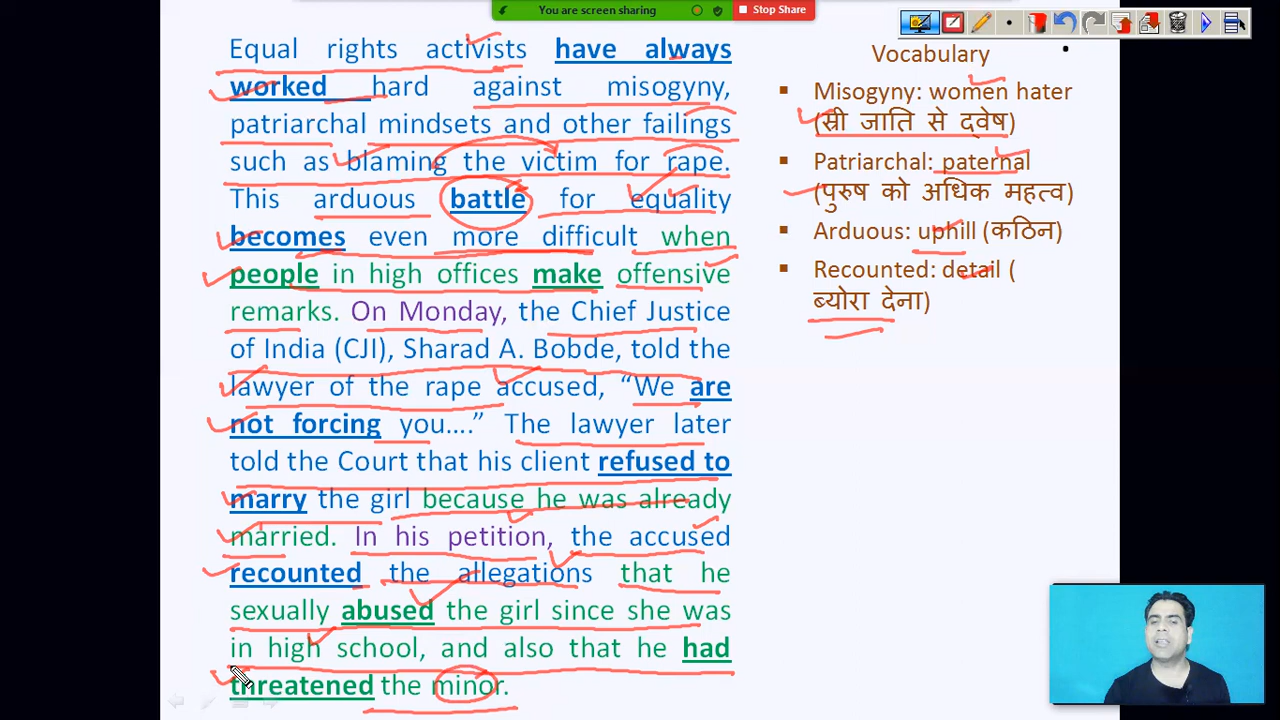 You are screen sharing
Stop Share
Equal rights activists have always
worked hard against misogyny,
patriarchal mindsets and other failings
such as blaming the victim for rape.
This arduous battle for equality
becomes even more difficult when
people in high offices make offensive
remarks. On Monday, the Chief Justice
of India (CJI), Sharad A. Bobde, told the
lawyer of the rape accused, “We are
not forcing you....” The lawyer later
told the Court that his client refused to
marry the girl because he was already
married. In his petition, the accused
recounted the allegations that he
sexually abused the girl since she was
in high school, and also that he had
threatened the minor.
Vocabulary
Misogyny: women hater
(स्री जाति से द्वेष)
Patriarchal: paternal
(पुरुष को अधिक महत्व)
Arduous: uphill (कठिन)
Recounted: detail (
ब्योरा देना)